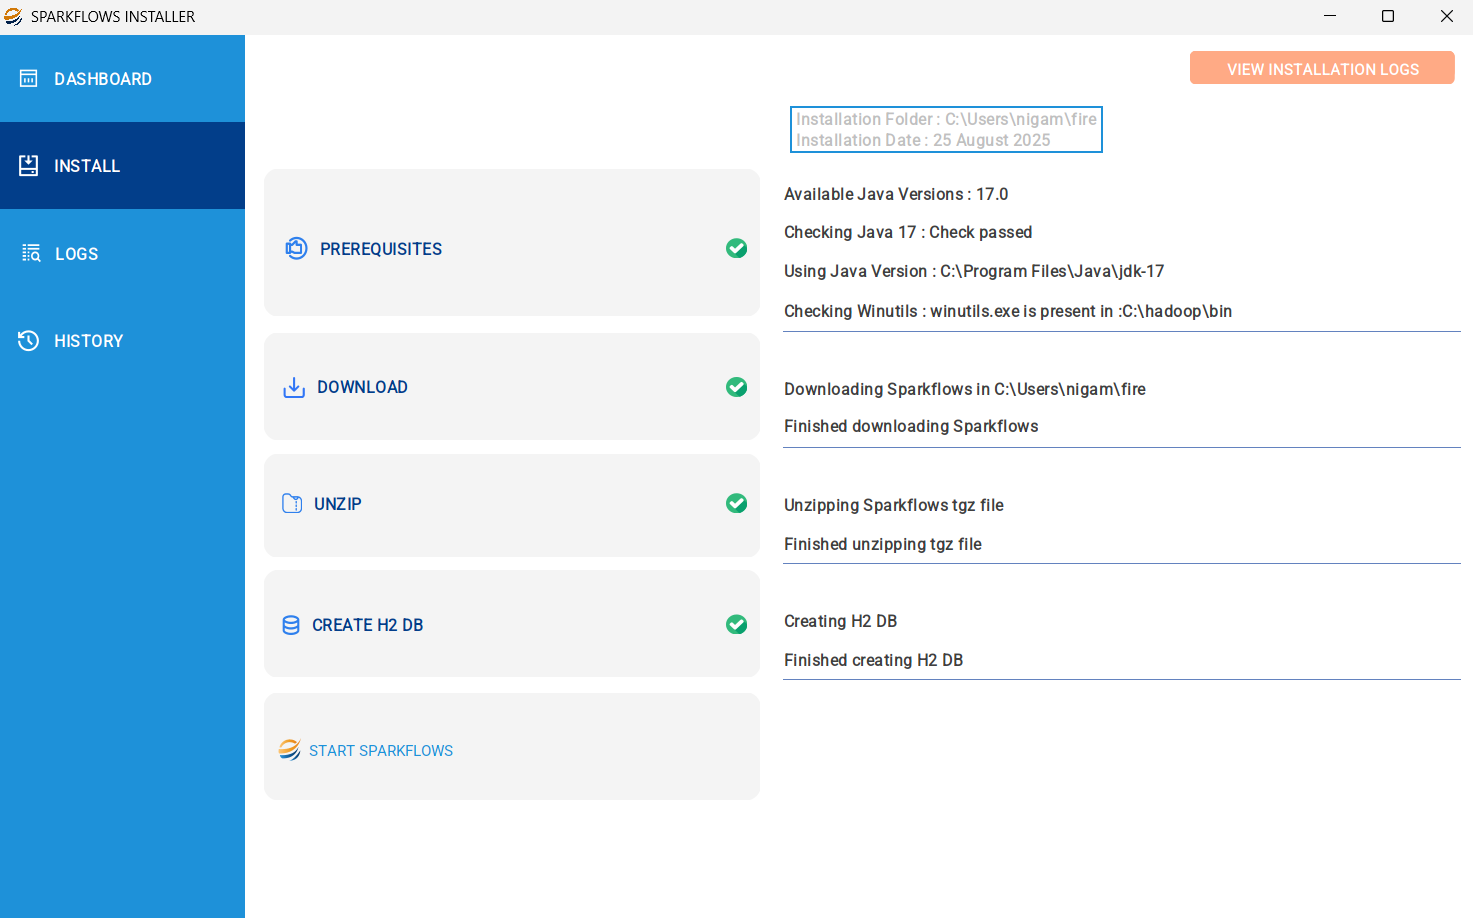 SPARKFLOWS INSTALLER
DASHBOARD
INSTALL
LOGS
HISTORY
VIEW INSTALLATION LOGS
Installation Folder : C:\Users\nigam\fire
Installation Date : 25 August 2025
PREREQUISITES
Available Java Versions : 17.0
Checking Java 17 : Check passed
Using Java Version : C:\Program Files\Java\jdk-17
Checking Winutils : winutils.exe is present in :C:\hadoop\bin
DOWNLOAD
Downloading Sparkflows in C:\Users\nigam\fire
Finished downloading Sparkflows
UNZIP
Unzipping Sparkflows tgz file
Finished unzipping tgz file
CREATE H2 DB
Creating H2 DB
Finished creating H2 DB
START SPARKFLOWS